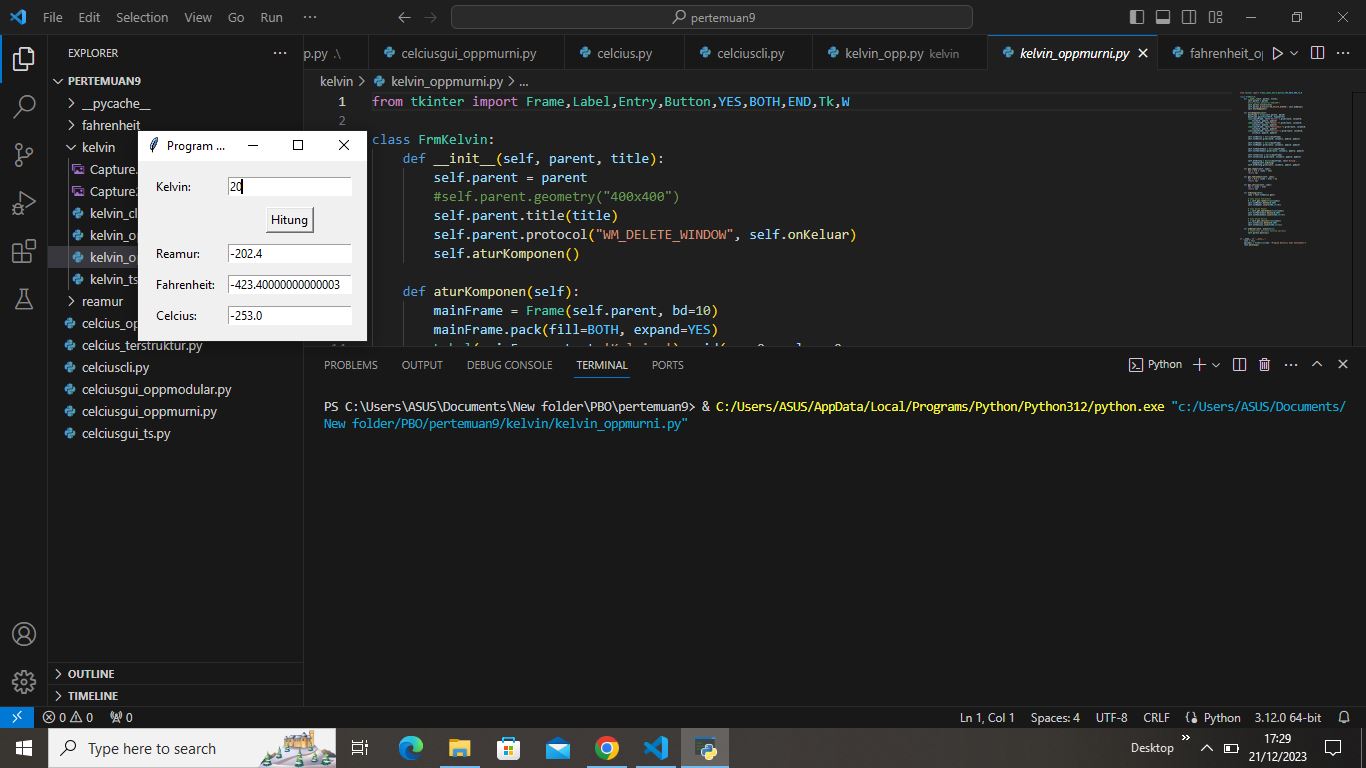 File Edit Selection View Go Run ···
pertemuan9
EXPLORER
PERTEMUAN9
__pycache__
fahrenheit
kelvin
Capture.
Capture
kelvin_cl
kelvin_o
kelvin_o
kelvin_ts
reamur
celcius_op
celcius_terstruktur.py
celciuscli.py
celciusgui_oppmodular.py
celciusgui_oppmurni.py
celciusgui_ts.py
OUTLINE
TIMELINE
p.py .\ celciusgui_oppmurni.py celcius.py celciuscli.py kelvin_opp.py kelvin kelvin_oppmurni.py fahrenheit_o
kelvin > kelvin_oppmurni.py > ...
1 from tkinter import Frame,Label,Entry,Button,YES,BOTH,END,Tk,W
2
class FrmKelvin:
def __init__(self, parent, title):
self.parent = parent
#self.parent.geometry("400x400")
self.parent.title(title)
self.parent.protocol("WM_DELETE_WINDOW", self.onKeluar)
self.aturKomponen()
def aturKomponen(self):
mainFrame = Frame(self.parent, bd=10)
mainFrame.pack(fill=BOTH, expand=YES)
Program ...
Kelvin: 20
Hitung
Reamur: -202.4
Fahrenheit: -423.40000000000003
Celcius: -253.0
PROBLEMS OUTPUT DEBUG CONSOLE TERMINAL PORTS
Python
PS C:\Users\ASUS\Documents\New folder\PBO\pertemuan9> & C:/Users/ASUS/AppData/Local/Programs/Python/Python312/python.exe "c:/Users/ASUS/Documents/
New folder/PBO/pertemuan9/kelvin/kelvin_oppmurni.py"
0 0 0
Ln 1, Col 1 Spaces: 4 UTF-8 CRLF Python 3.12.0 64-bit
Type here to search
Desktop
17:29
21/12/2023